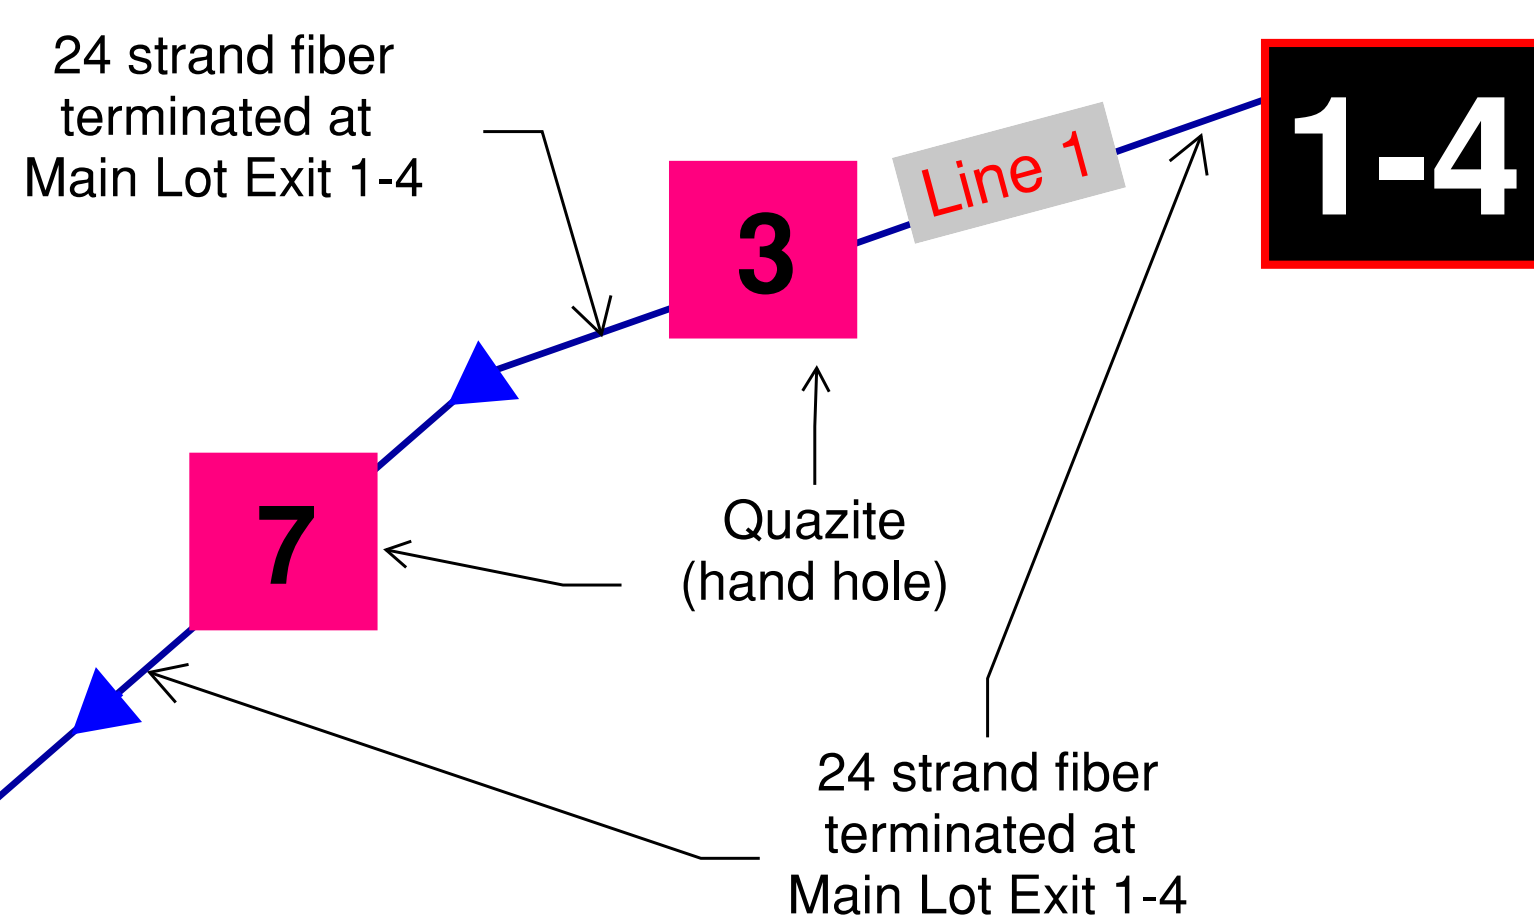 24 strand fiber
terminated at
Main Lot Exit 1-4
1-4
Line 1
3
7
Quazite
(hand hole)
24 strand fiber
terminated at
Main Lot Exit 1-4